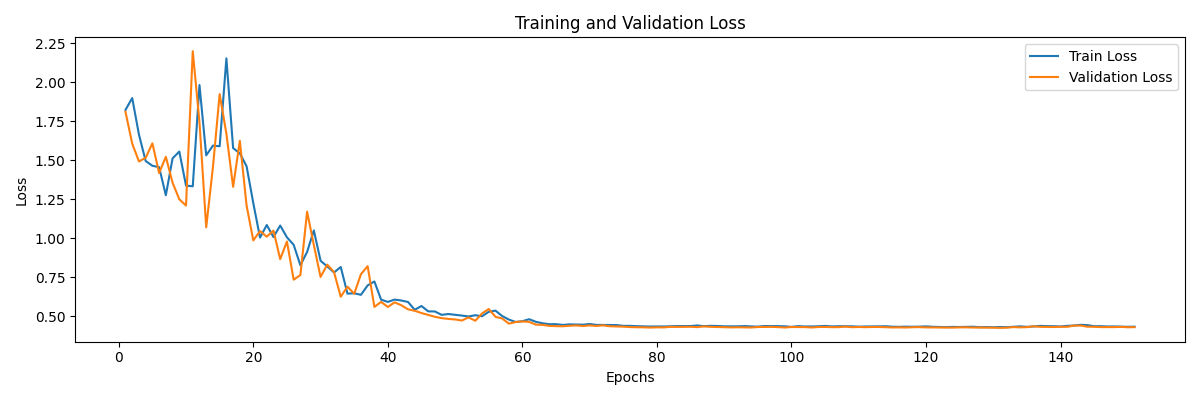 Training and Validation Loss
Train Loss
Validation Loss
2.25
2.00
1.75
1.50
1.25
1.00
0.75
0.50
Loss
0 20 40 60 80 100 120 140
Epochs